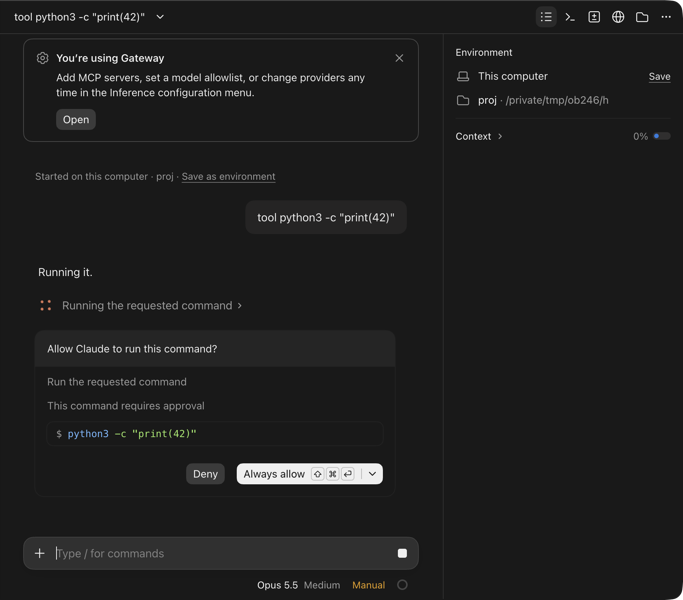 tool python3 -c "print(42)"
You're using Gateway
Add MCP servers, set a model allowlist, or change providers any
time in the Inference configuration menu.
Open
Started on this computer · proj · Save as environment
tool python3 -c "print(42)"
Running it.
Running the requested command
Allow Claude to run this command?
Run the requested command
This command requires approval
$ python3 -c "print(42)"
Deny
Always allow
Type / for commands
Opus 5.5 Medium Manual
Environment
This computer
Save
proj · /private/tmp/ob246/h
Context
0%